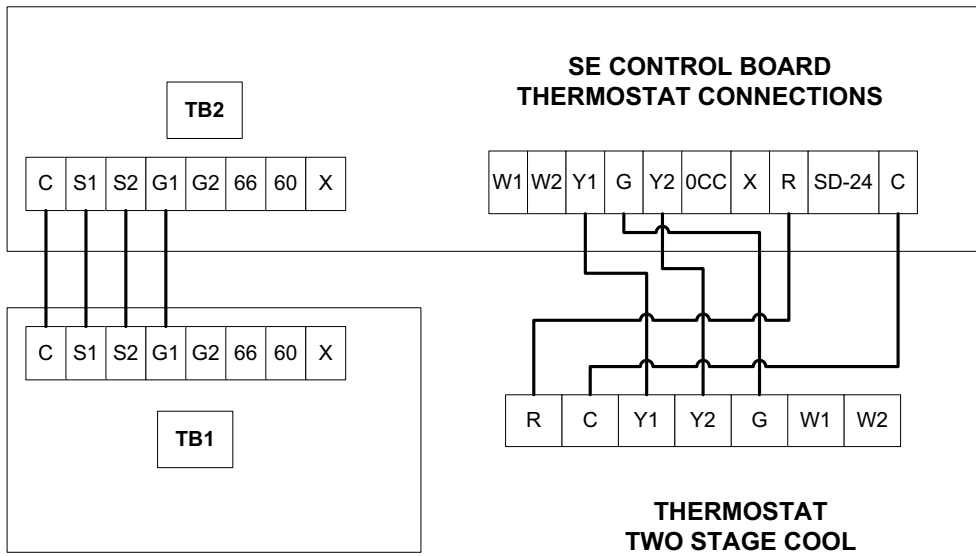 SE CONTROL BOARD
THERMOSTAT CONNECTIONS
TB2
C S1 S2 G1 G2 66 60 X
W1 W2 Y1 G Y2 0CC X R SD-24 C
C S1 S2 G1 G2 66 60 X
TB1
R C Y1 Y2 G W1 W2
THERMOSTAT
TWO STAGE COOL